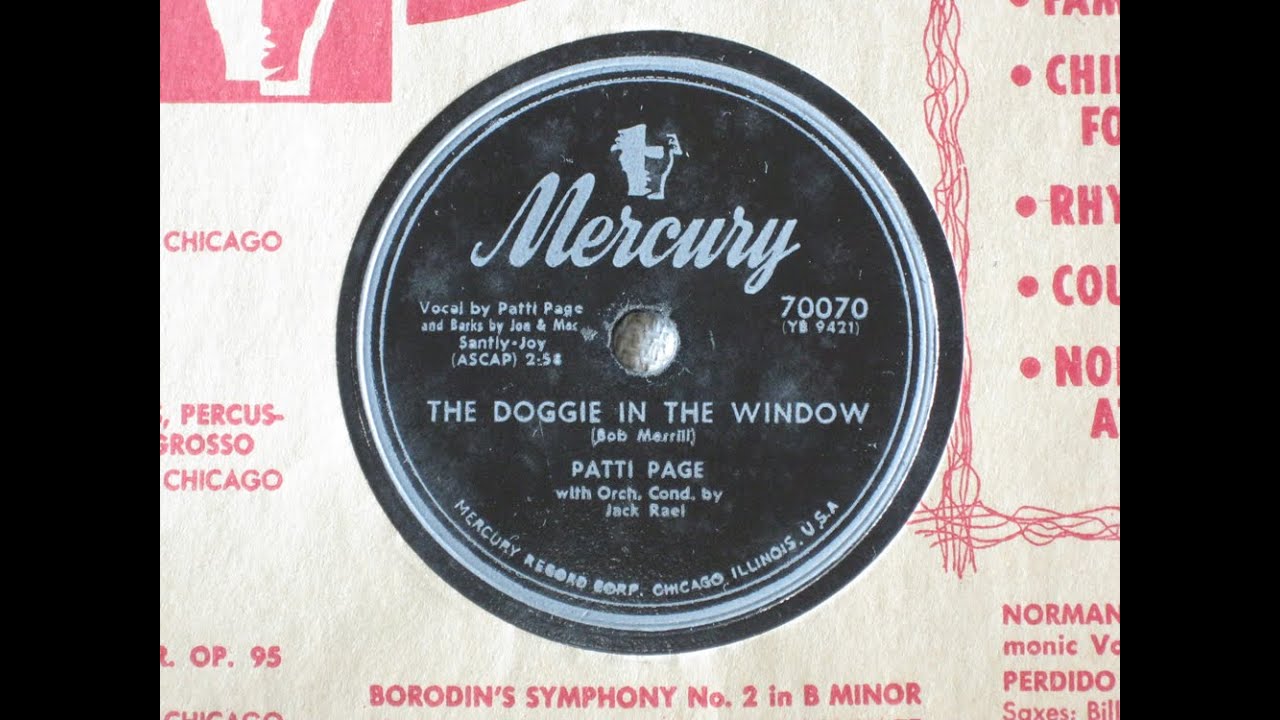 Mercury
Vocal by Patti Page
and Barks by Joe & Mac
Santly-Joy
(ASCAP) 2:58
70070
(YB 9421)
THE DOGGIE IN THE WINDOW
(Bob Merrill)
PATTI PAGE
with Orch. Cond. by
Jack Rael
MERCURY RECORD CORP. CHICAGO, ILLINOIS, U.S.A
CHICAGO
, PERCUS-
GROSSO
CHICAGO
R. OP. 95
CHICAGO
BORODIN'S SYMPHONY No. 2 in B MINOR
• CHI
FO
• RHY
• COU
• NO
A
NORMAN
monic Vo
PERDIDO
Saxes: Bill